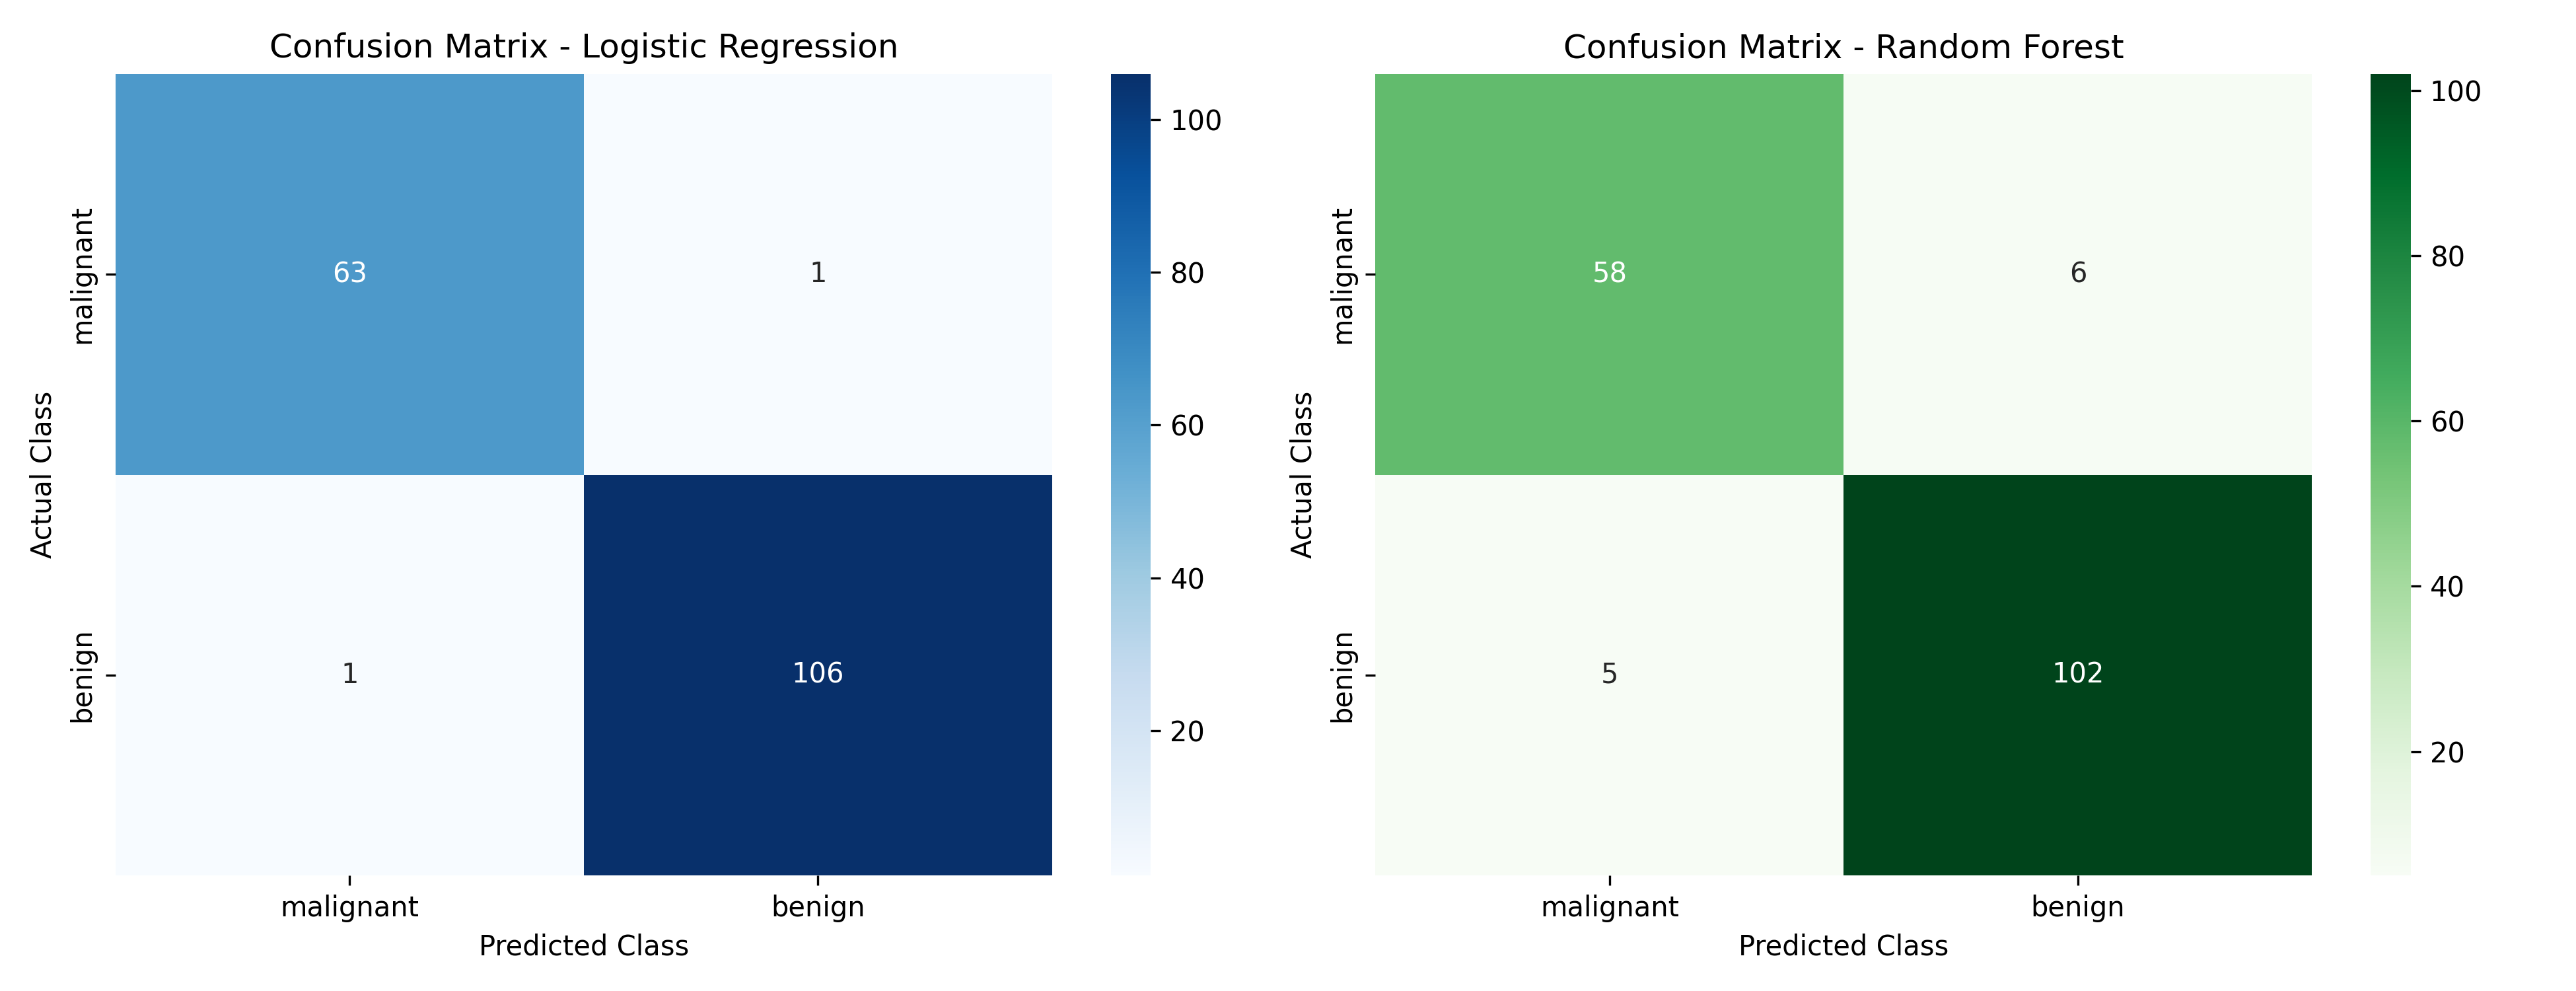 Confusion Matrix - Logistic Regression
malignant
63
1
benign
1
106
Actual Class
malignant
benign
Predicted Class
100
80
60
40
20
Confusion Matrix - Random Forest
malignant
58
6
benign
5
102
Actual Class
malignant
benign
Predicted Class
100
80
60
40
20